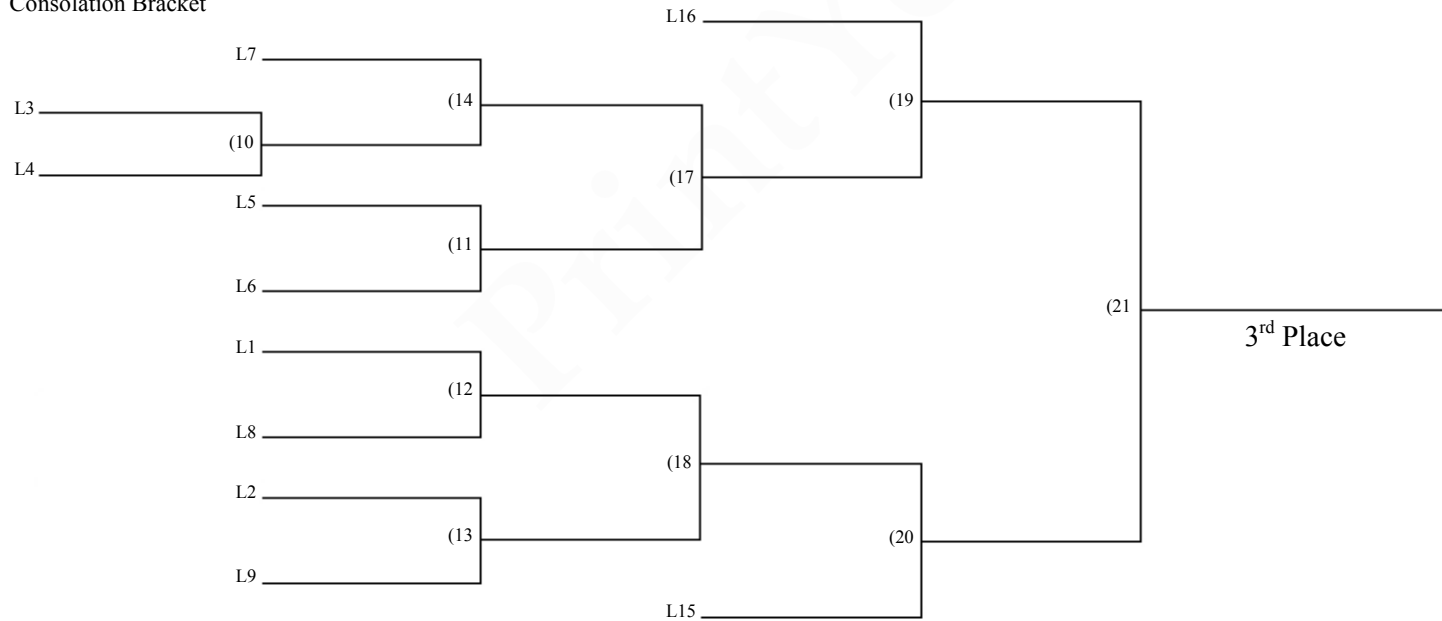 Consolation Bracket
L16
L7
(14
(19
L3
(10
L4
(17
L5
(11
L6
(21
3rd Place
L1
(12
L8
(18
L2
(13
(20
L9
L15